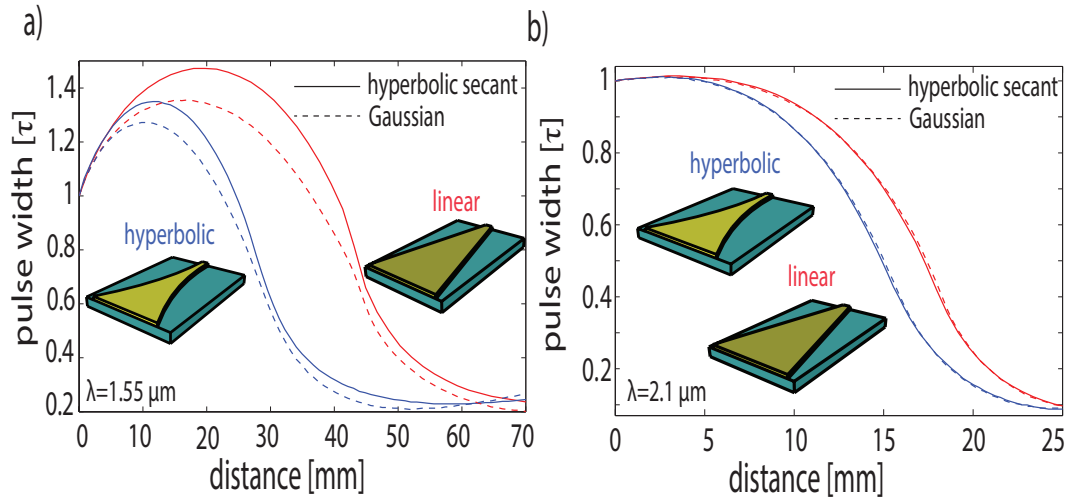 a)
pulse width [τ]
1.4
1.2
1
0.8
0.6
0.4
0.2
hyperbolic secant
Gaussian
hyperbolic
linear
λ=1.55 µm
0 10 20 30 40 50 60 70
distance [mm]
b)
pulse width [τ]
1
0.8
0.6
0.4
0.2
hyperbolic secant
Gaussian
hyperbolic
linear
λ=2.1 µm
0 5 10 15 20 25
distance [mm]